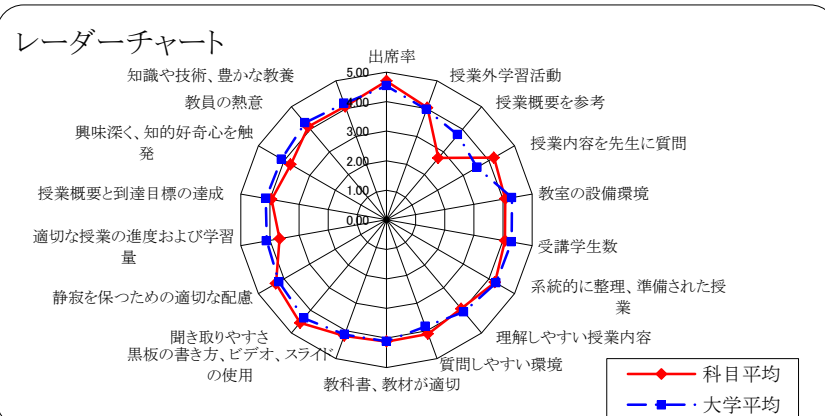 レーダーチャート
出席率
授業外学習活動
授業概要を参考
授業内容を先生に質問
教室の設備環境
受講学生数
系統的に整理、準備された授
業
理解しやすい授業内容
質問しやすい環境
教科書、教材が適切
黒板の書き方、ビデオ、スライド
の使用
聞き取りやすさ
静寂を保つための適切な配慮
適切な授業の進度および学習
量
授業概要と到達目標の達成
興味深く、知的好奇心を触
発
教員の熱意
知識や技術、豊かな教養
5.00
4.00
3.00
2.00
1.00
0.00
科目平均
大学平均